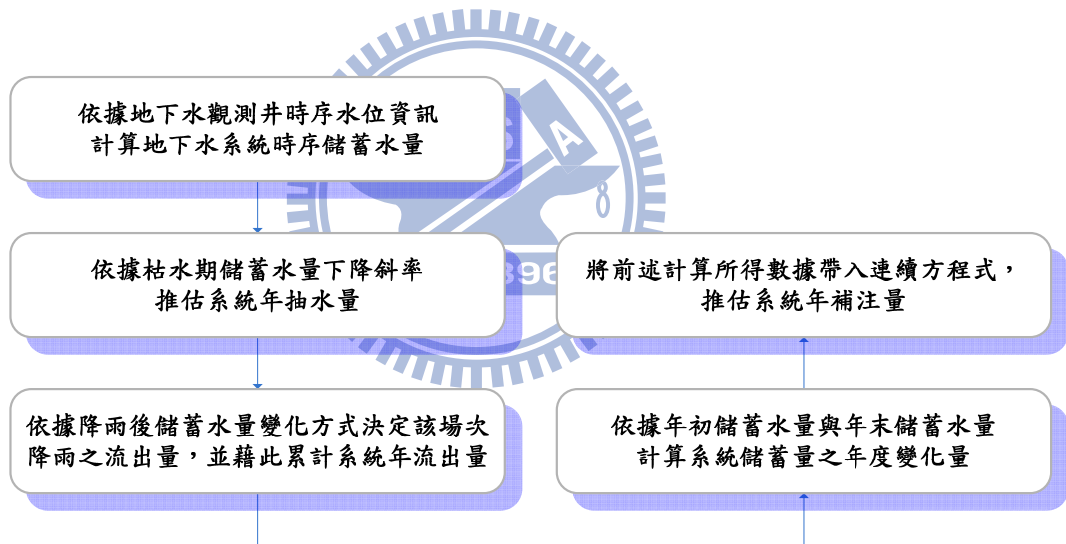 依據地下水觀測井時序水位資訊
計算地下水系統時序儲蓄水量
依據枯水期儲蓄水量下降斜率
推估系統年抽水量
依據降雨後儲蓄水量變化方式決定該場次
降雨之流出量，並藉此累計系統年流出量
將前述計算所得數據帶入連續方程式，
推估系統年補注量
依據年初儲蓄水量與年末儲蓄水量
計算系統儲蓄量之年度變化量